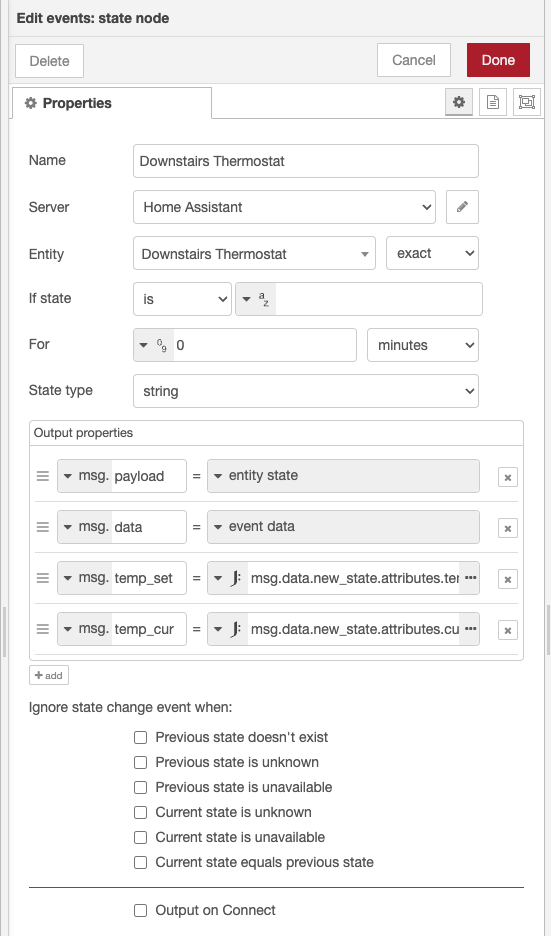 Edit events: state node
Delete
Cancel
Done
Properties
Name
Downstairs Thermostat
Server
Home Assistant
Entity
Downstairs Thermostat
exact
If state
is
a
z
For
0
9
0
minutes
State type
string
Output properties
msg. payload = entity state
msg. data = event data
msg. temp_set = J: msg.data.new_state.attributes.ter ...
msg. temp_cur = J: msg.data.new_state.attributes.cu ...
+ add
Ignore state change event when:
Previous state doesn't exist
Previous state is unknown
Previous state is unavailable
Current state is unknown
Current state is unavailable
Current state equals previous state
Output on Connect